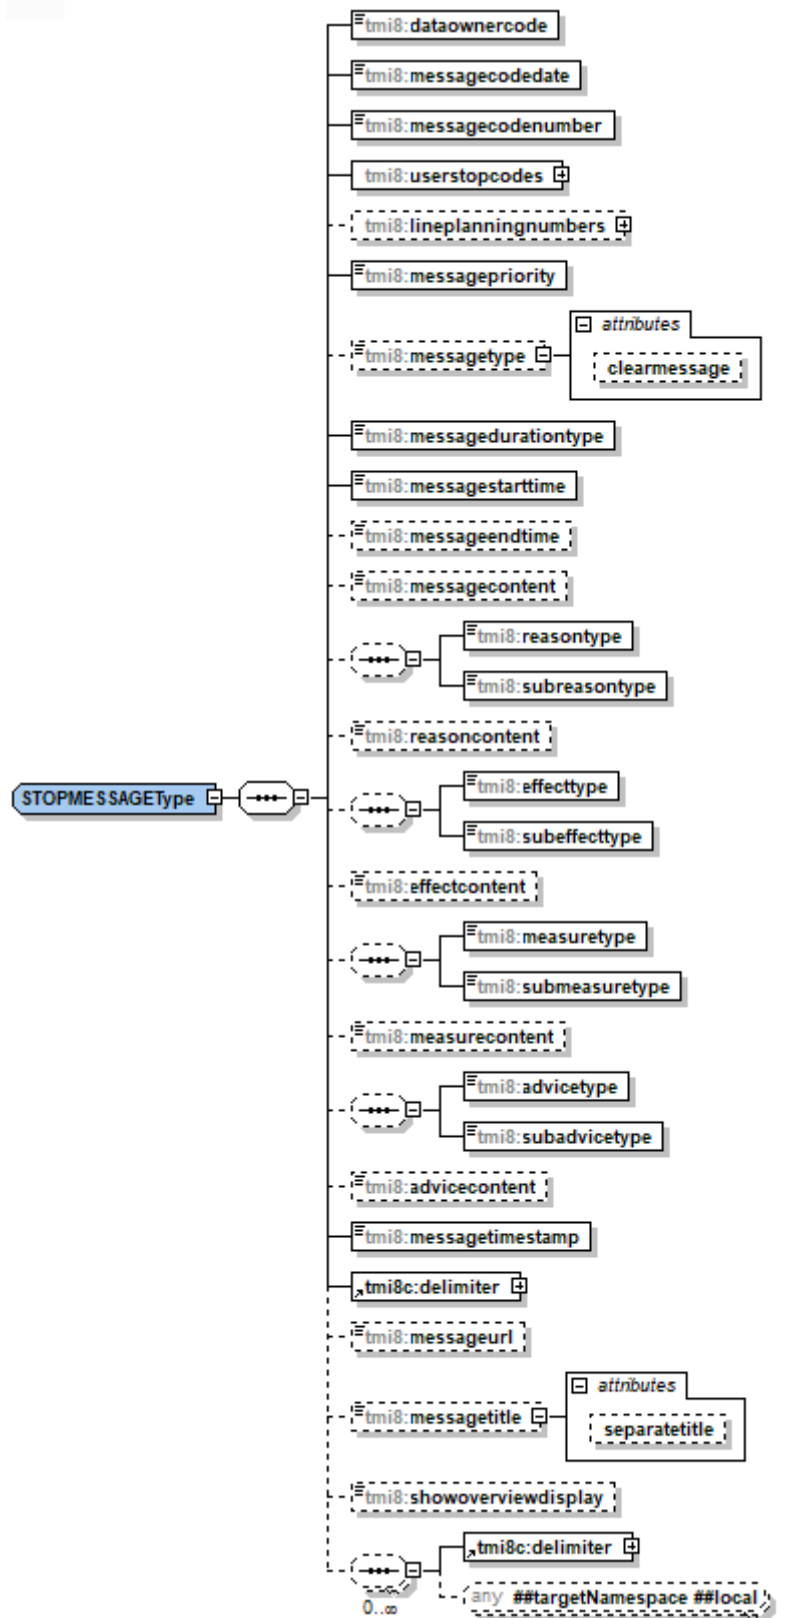 tmi8:dataownercode
tmi8:messagecodedate
tmi8:messagecodenumber
tmi8:userstopcodes
tmi8:lineplanningnumbers
tmi8:messagepriority
attributes
tmi8:messagetype
clearmessage
tmi8:messagedurationtype
tmi8:messagestarttime
tmi8:messageendtime
tmi8:messagecontent
tmi8:reasontype
tmi8:subreasontype
tmi8:reasoncontent
STOPMESSAGEType
tmi8:effecttype
tmi8:subeffecttype
tmi8:effectcontent
tmi8:measuretype
tmi8:submeasuretype
tmi8:measurecontent
tmi8:advicetype
tmi8:subadvicetype
tmi8:advicecontent
tmi8:messagetimestamp
tmi8c:delimiter
tmi8:messageurl
attributes
tmi8:messagetitle
separatetitle
tmi8:showoverviewdisplay
tmi8c:delimiter
0..∞
any ##targetNamespace ##local